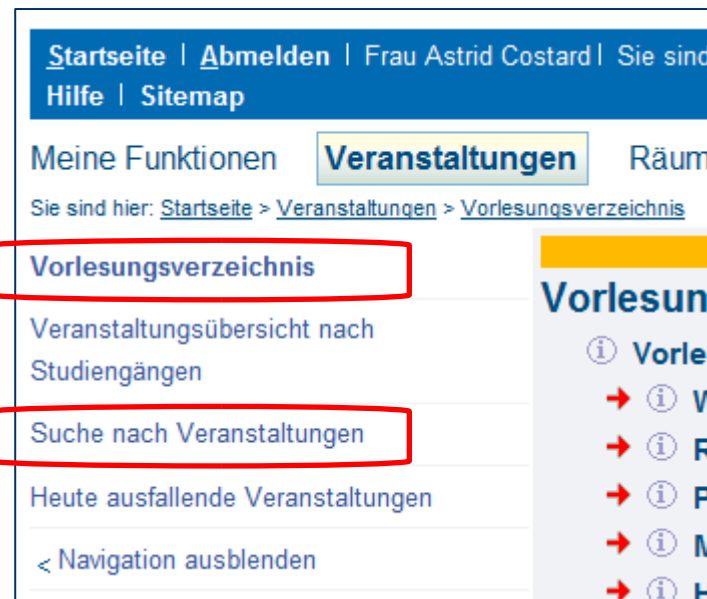 Startseite | Abmelden | Frau Astrid Costard | Sie sind
Hilfe | Sitemap
Meine Funktionen Veranstaltungen Räum
Sie sind hier: Startseite > Veranstaltungen > Vorlesungsverzeichnis
Vorlesungsverzeichnis
Veranstaltungsübersicht nach
Studiengängen
Suche nach Veranstaltungen
Heute ausfallende Veranstaltungen
< Navigation ausblenden
Vorlesun
Vorle
W
R
P
M
H